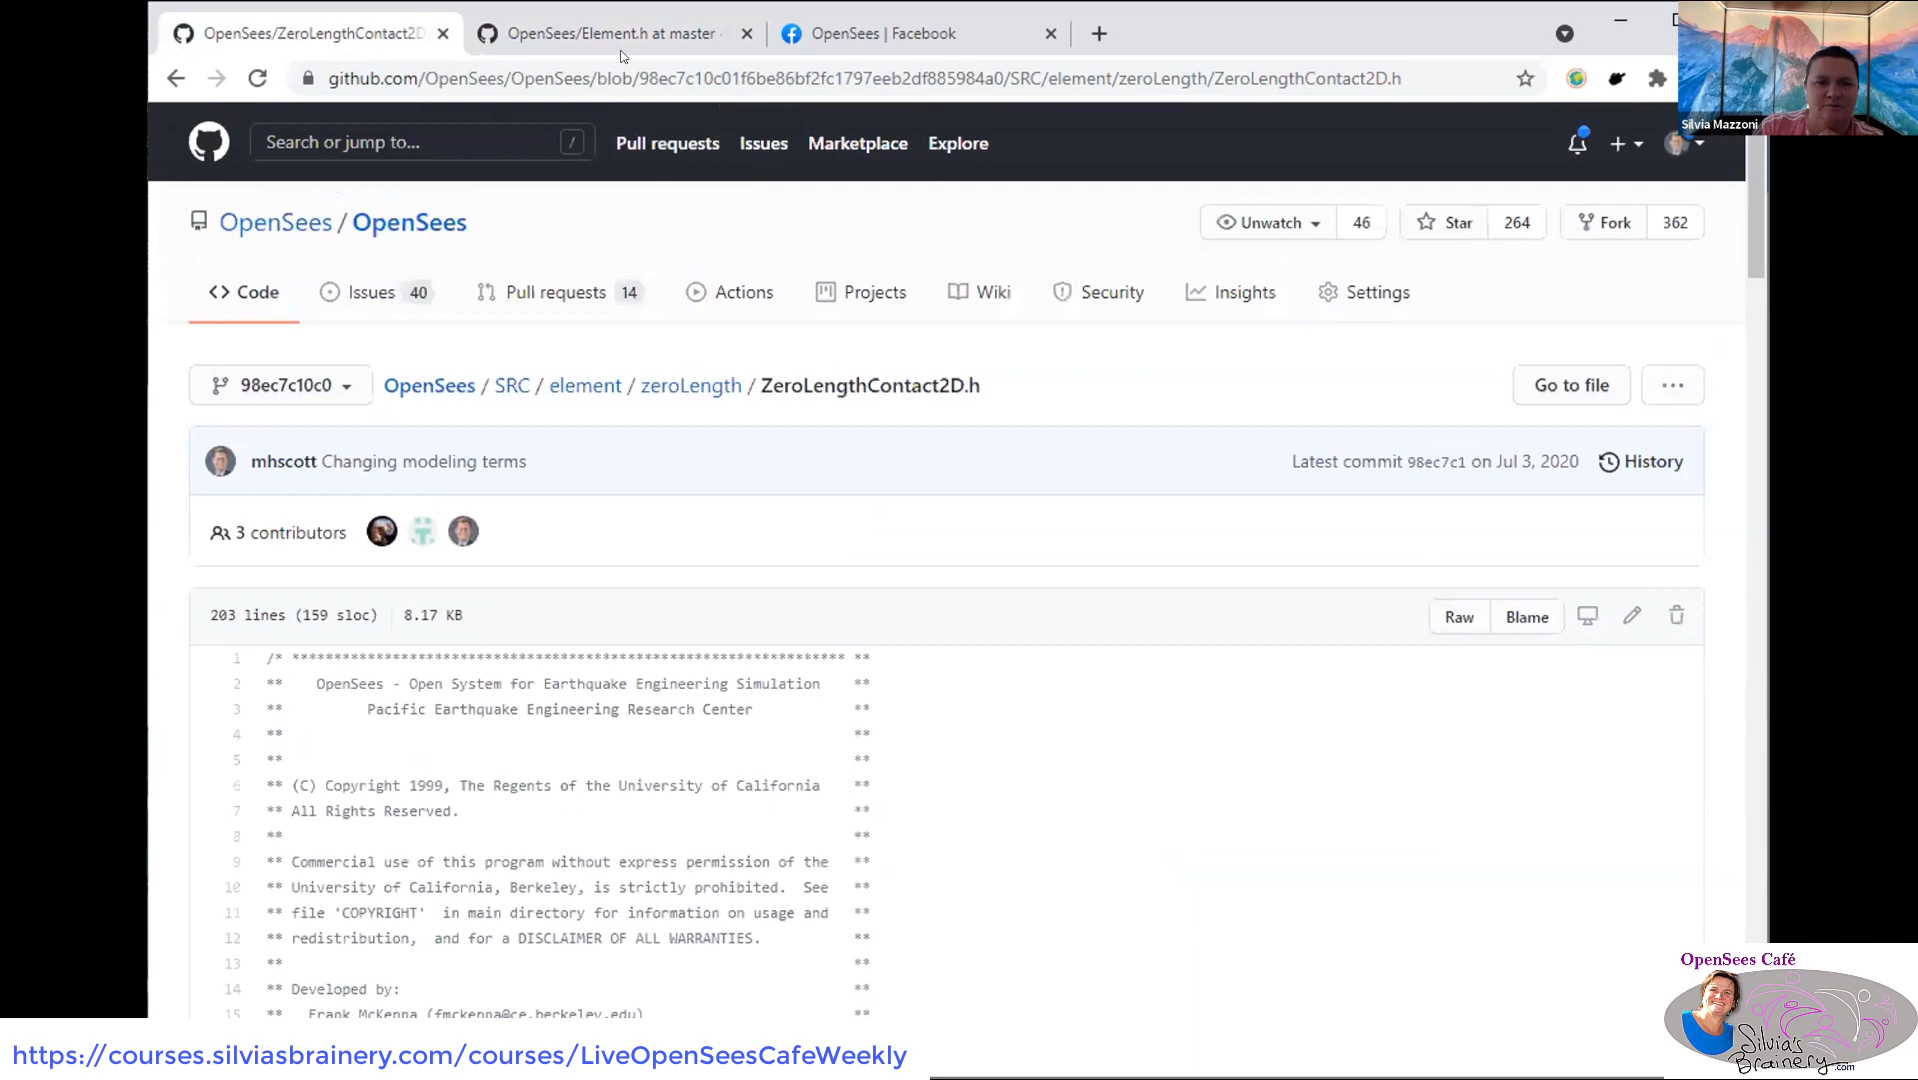 OpenSees/ZeroLengthContact2D
OpenSees/Element.h at master ·
OpenSees | Facebook
github.com/OpenSees/OpenSees/blob/98ec7c10c01f6be86bf2fc1797eeb2df885984a0/SRC/element/zeroLength/ZeroLengthContact2D.h
Silvia Mazzoni
Search or jump to... /
Pull requests Issues Marketplace Explore
OpenSees / OpenSees
Unwatch 46 Star 264 Fork 362
<> Code Issues 40 Pull requests 14 Actions Projects Wiki Security Insights Settings
98ec7c10c0 OpenSees / SRC / element / zeroLength / ZeroLengthContact2D.h Go to file ...
mhscott Changing modeling terms Latest commit 98ec7c1 on Jul 3, 2020 History
3 contributors
203 lines (159 sloc) 8.17 KB Raw Blame
1 /* ****************************************************************** **
2 ** OpenSees - Open System for Earthquake Engineering Simulation **
3 ** Pacific Earthquake Engineering Research Center **
4 ** **
5 ** **
6 ** (C) Copyright 1999, The Regents of the University of California **
7 ** All Rights Reserved. **
8 ** **
9 ** Commercial use of this program without express permission of the **
10 ** University of California, Berkeley, is strictly prohibited. See **
11 ** file 'COPYRIGHT' in main directory for information on usage and **
12 ** redistribution, and for a DISCLAIMER OF ALL WARRANTIES. **
13 ** **
14 ** Developed by: **
15 ** Frank McKenna (fmckenna@ce.berkeley.edu) **
OpenSees Café
Silvia's
Brainery.com
https://courses.silviasbrainery.com/courses/LiveOpenSeesCafeWeekly